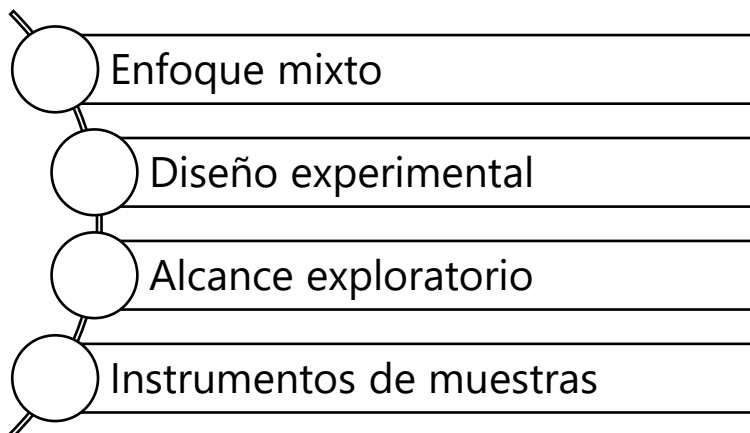 Enfoque mixto
Diseño experimental
Alcance exploratorio
Instrumentos de muestras